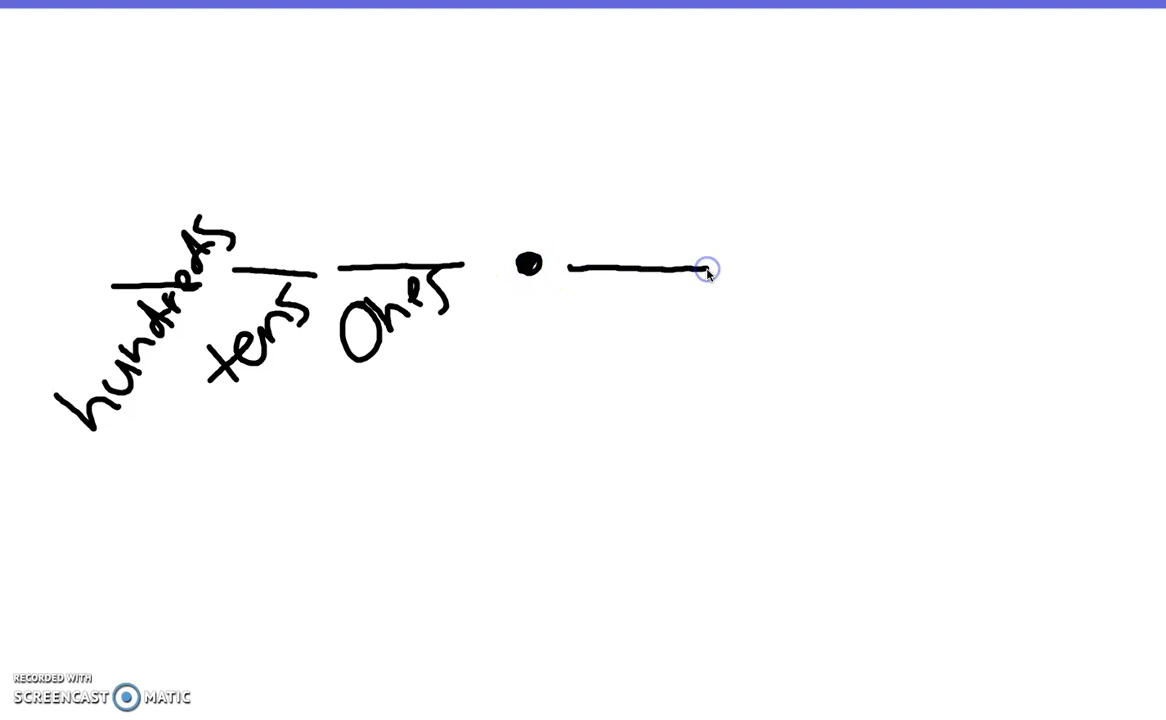 hundreds
tens
Ones
RECORDED WITH
SCREENCAST MATIC